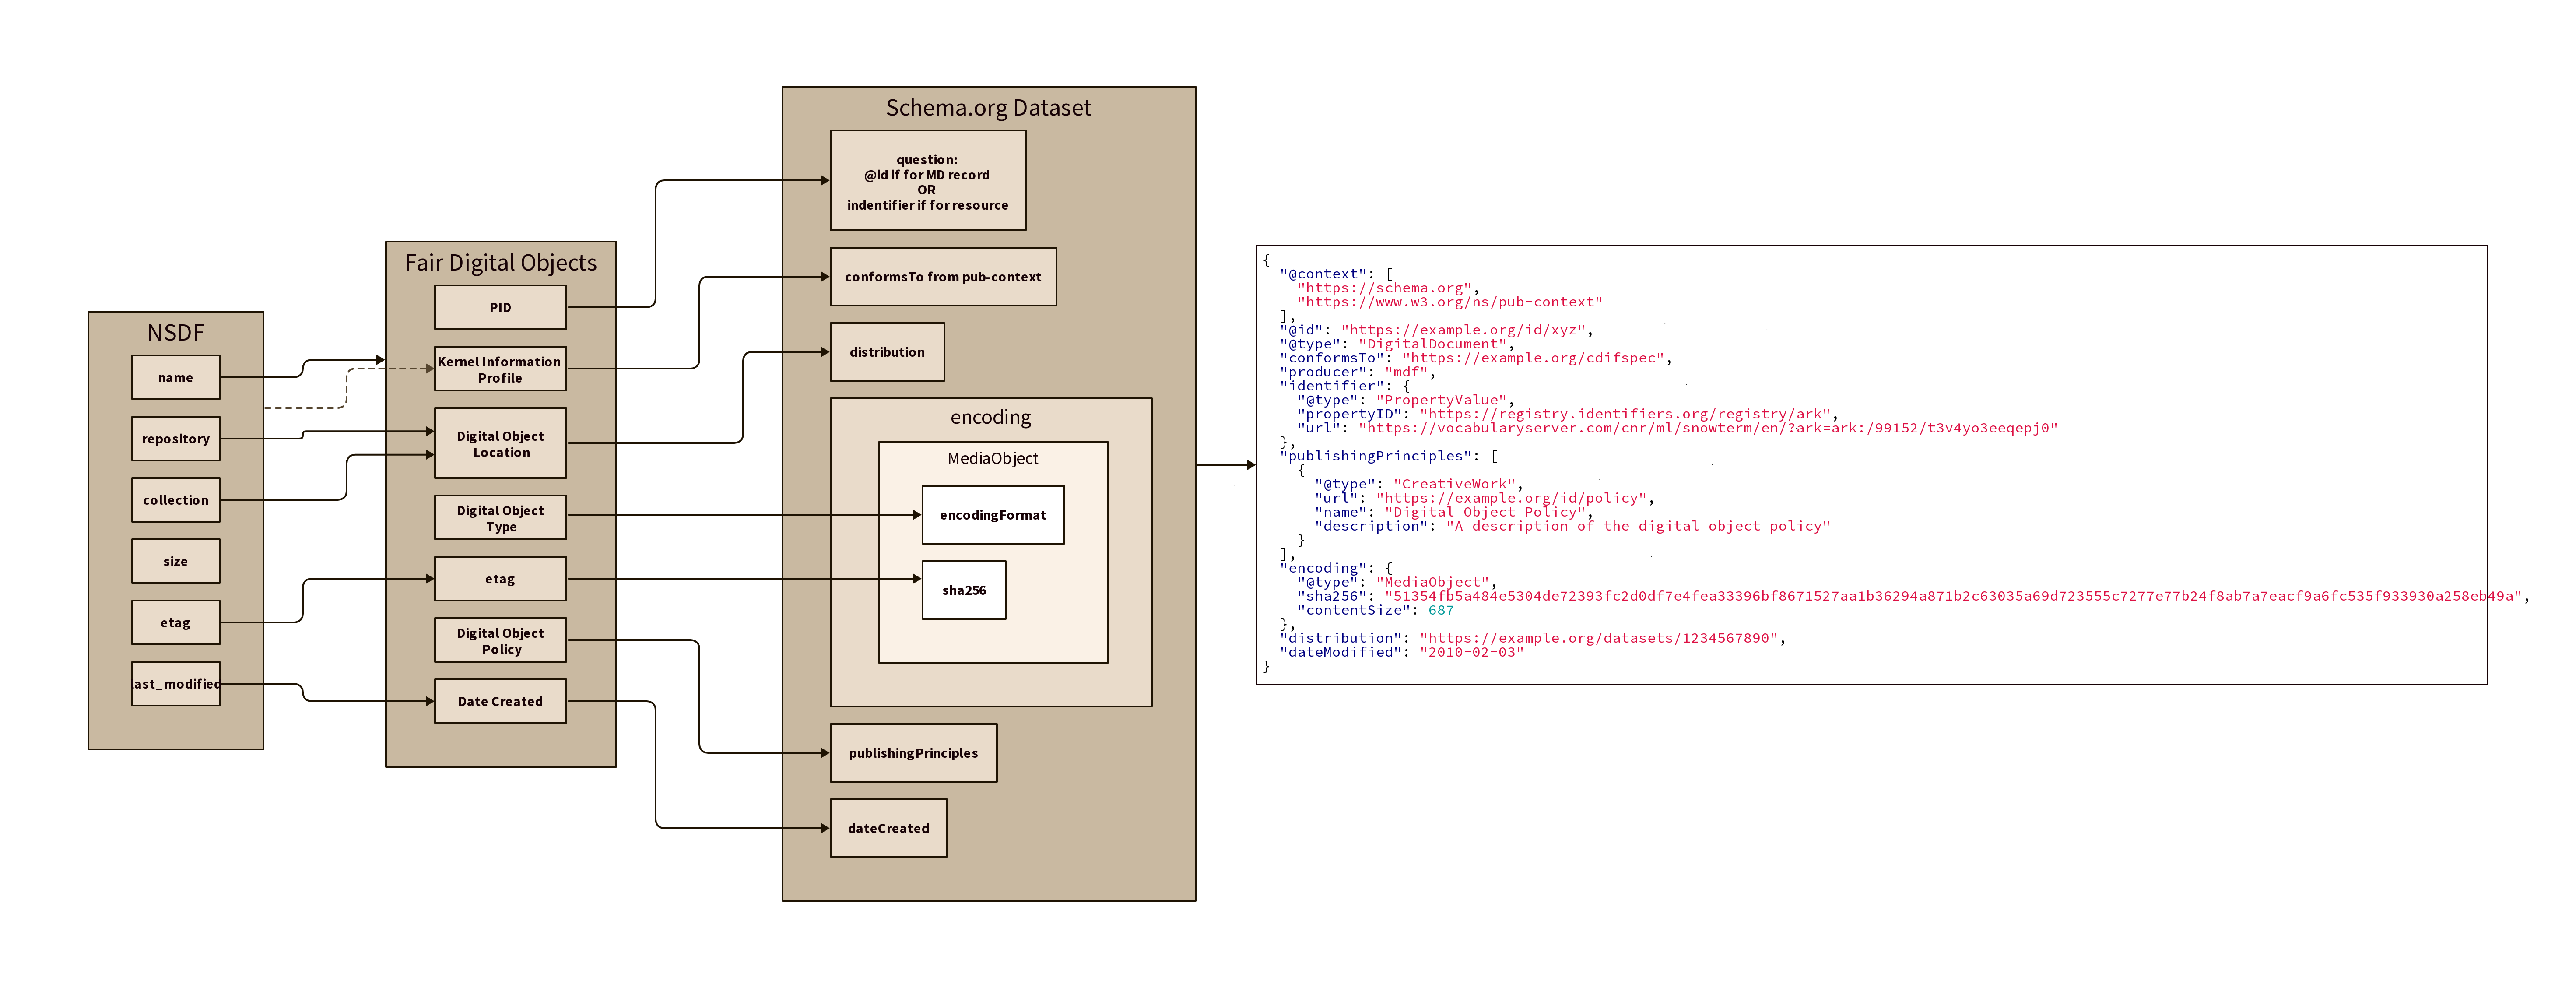 NSDF
name
repository
collection
size
etag
last_modified
Fair Digital Objects
PID
Kernel Information
Profile
Digital Object
Location
Digital Object
Type
etag
Digital Object
Policy
Date Created
Schema.org Dataset
question:
@id if for MD record
OR
indentifier if for resource
conformsTo from pub-context
distribution
encoding
MediaObject
encodingFormat
sha256
publishingPrinciples
dateCreated
{
"@context": [
"https://schema.org",
"https://www.w3.org/ns/pub-context"
],
"@id": "https://example.org/id/xyz",
"@type": "DigitalDocument",
"conformsTo": "https://example.org/cdifspec",
"producer": "mdf",
"identifier": {
"@type": "PropertyValue",
"propertyID": "https://registry.identifiers.org/registry/ark",
"url": "https://vocabularyserver.com/cnr/ml/snowterm/en/?ark=ark:/99152/t3v4yo3eeqepj0"
},
"publishingPrinciples": [
{
"@type": "CreativeWork",
"url": "https://example.org/id/policy",
"name": "Digital Object Policy",
"description": "A description of the digital object policy"
}
],
"encoding": {
"@type": "MediaObject",
"sha256": "51354fb5a484e5304de72393fc2d0df7e4fea33396bf8671527aa1b36294a871b2c63035a69d723555c7277e77b24f8ab7a7eacf9a6fc535f933930a258eb49a",
"contentSize": 687
},
"distribution": "https://example.org/datasets/1234567890",
"dateModified": "2010-02-03"
}